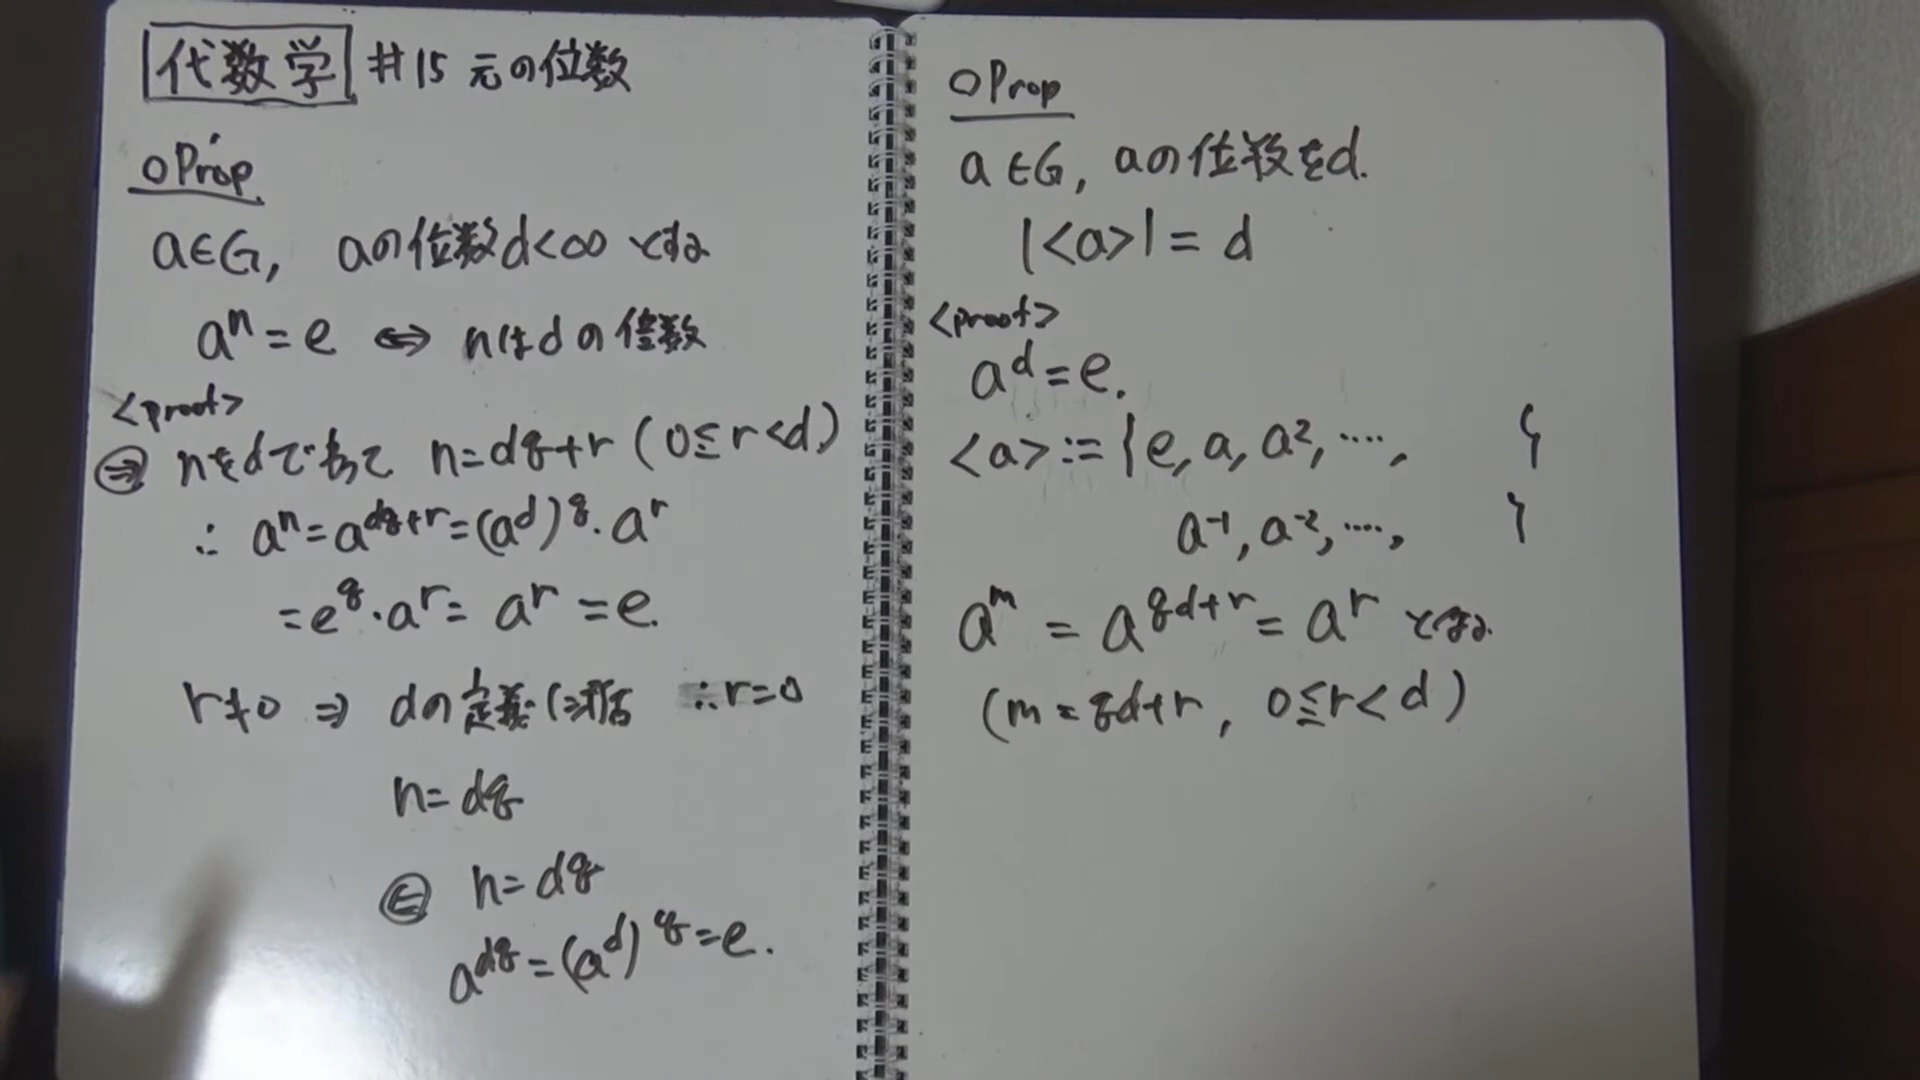 代数学 #15 元の位数
○Prop
a∈G, aの位数d<∞とする
aⁿ=e ⇔ nはdの倍数
<proof>
⇒ nをdでわって n=dq+r (0≦r<d)
∴ aⁿ=a^{dq+r}=(a^d)^q・a^r
=e^q・a^r= a^r =e.
r≠0 ⇒ dの定義に矛盾 ∴r=0
n=dq
⇐ n=dq
a^{dq}=(a^d)^q=e.
○Prop
a∈G, aの位数をd.
|<a>|=d
<proof>
a^d=e.
<a>:={e, a, a², ...., }
a⁻¹, a⁻², ...., }
a^m = a^{qd+r}= a^r となる.
(m=qd+r, 0≦r<d)